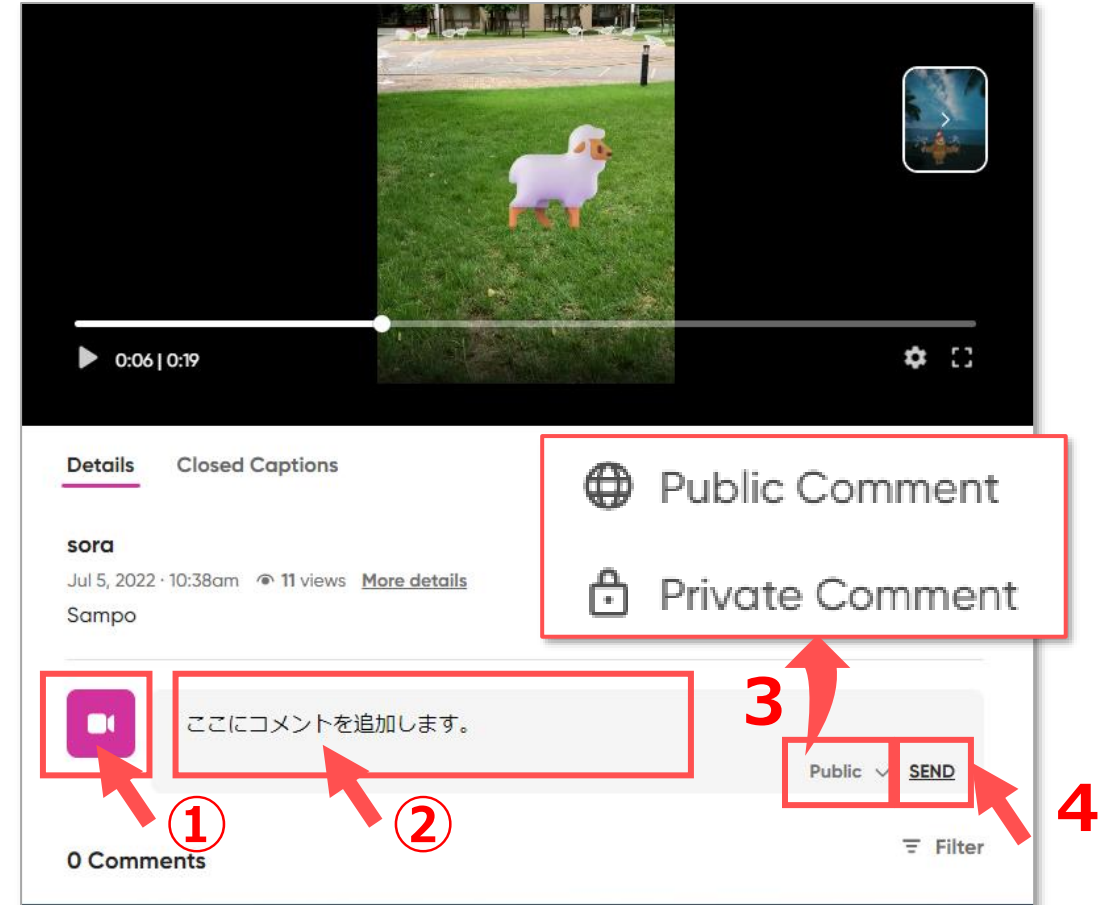 0:06 | 0:19
Details Closed Captions
Public Comment
sora
Jul 5, 2022 · 10:38am 11 views More details
Private Comment
Sampo
3
ここにコメントを追加します。
Public SEND
① ② 4
0 Comments Filter